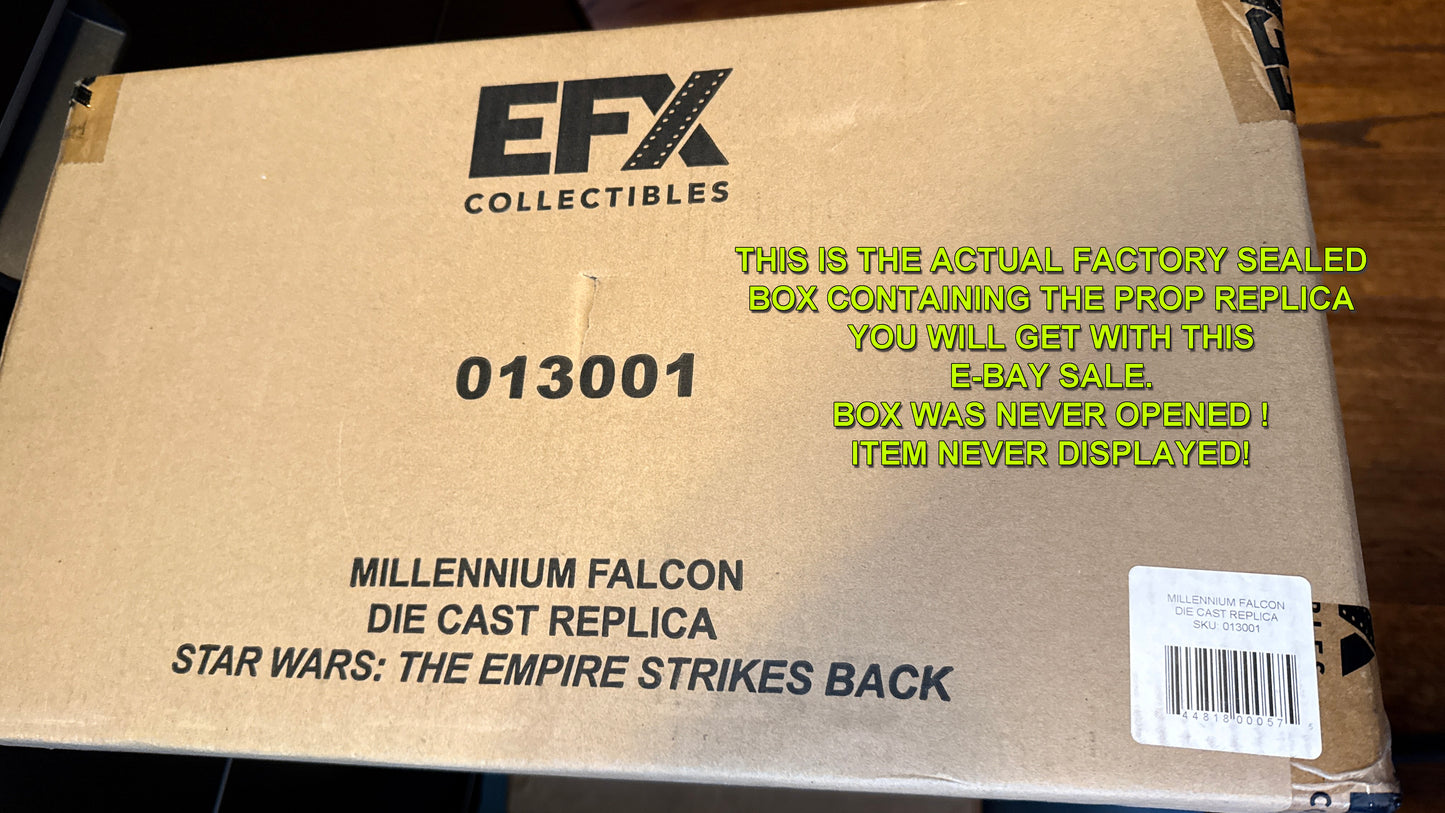 EFX
COLLECTIBLES
THIS IS THE ACTUAL FACTORY SEALED
BOX CONTAINING THE PROP REPLICA
YOU WILL GET WITH THIS
E-BAY SALE.
BOX WAS NEVER OPENED !
ITEM NEVER DISPLAYED!
013001
MILLENNIUM FALCON
DIE CAST REPLICA
STAR WARS: THE EMPIRE STRIKES BACK
MILLENNIUM FALCON
DIE CAST REPLICA
SKU: 013001
44818 00057